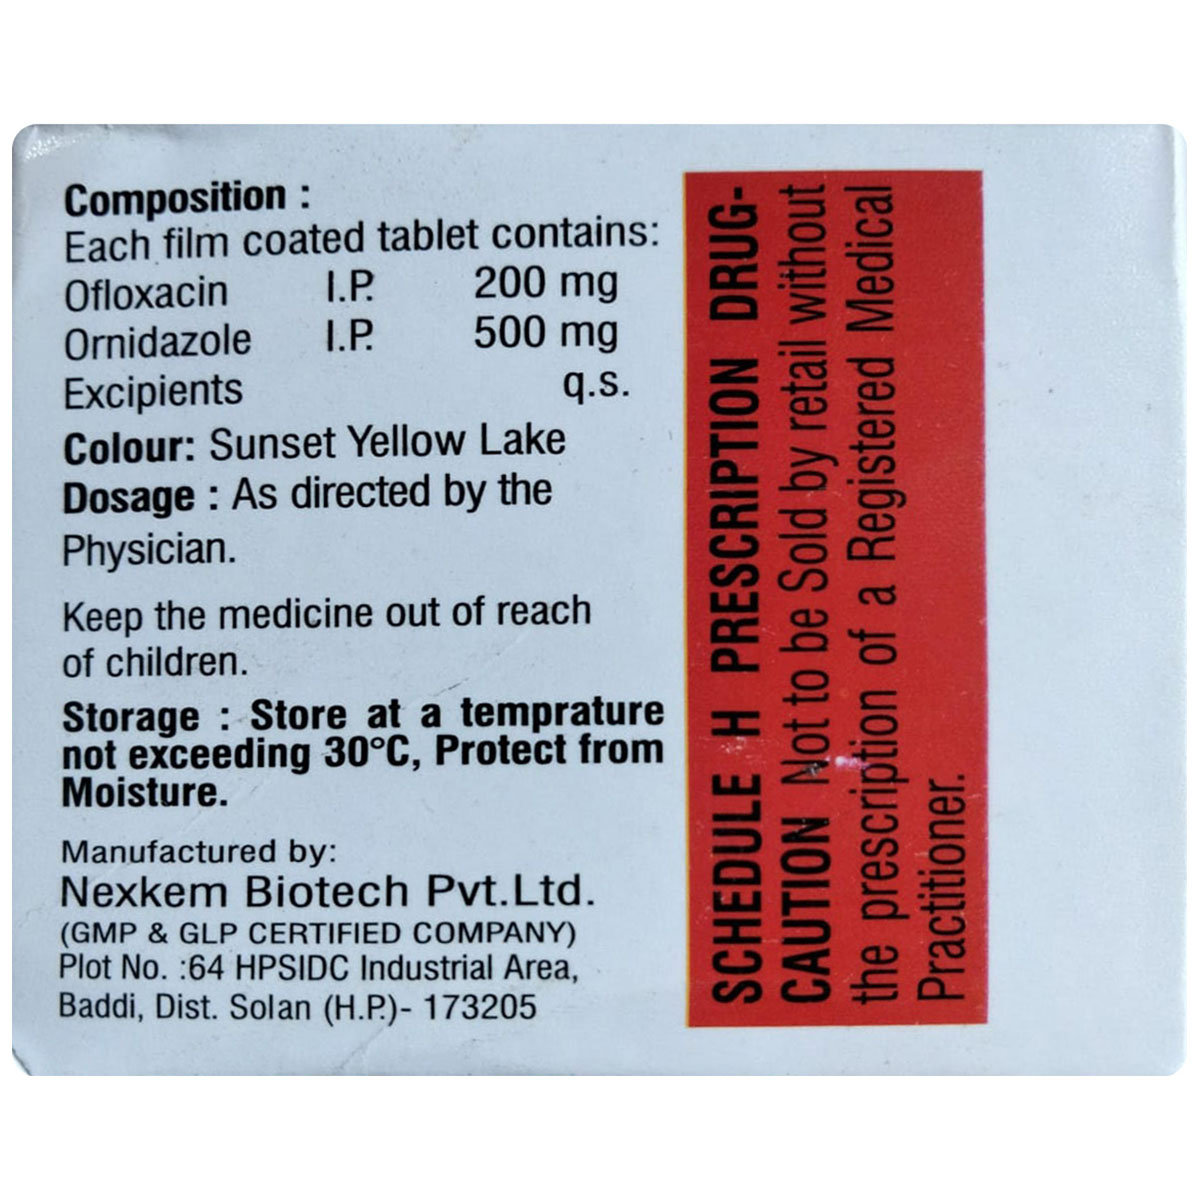 Composition :
Each film coated tablet contains:
Ofloxacin I.P. 200 mg
Ornidazole I.P. 500 mg
Excipients q.s.
Colour: Sunset Yellow Lake
Dosage : As directed by the
Physician.
Keep the medicine out of reach
of children.
Storage : Store at a temprature
not exceeding 30°C, Protect from
Moisture.
Manufactured by:
Nexkem Biotech Pvt.Ltd.
(GMP & GLP CERTIFIED COMPANY)
Plot No. :64 HPSIDC Industrial Area,
Baddi, Dist. Solan (H.P.)- 173205
SCHEDULE H PRESCRIPTION DRUG-
CAUTION Not to be Sold by retail without
the prescription of a Registered Medical
Practitioner.